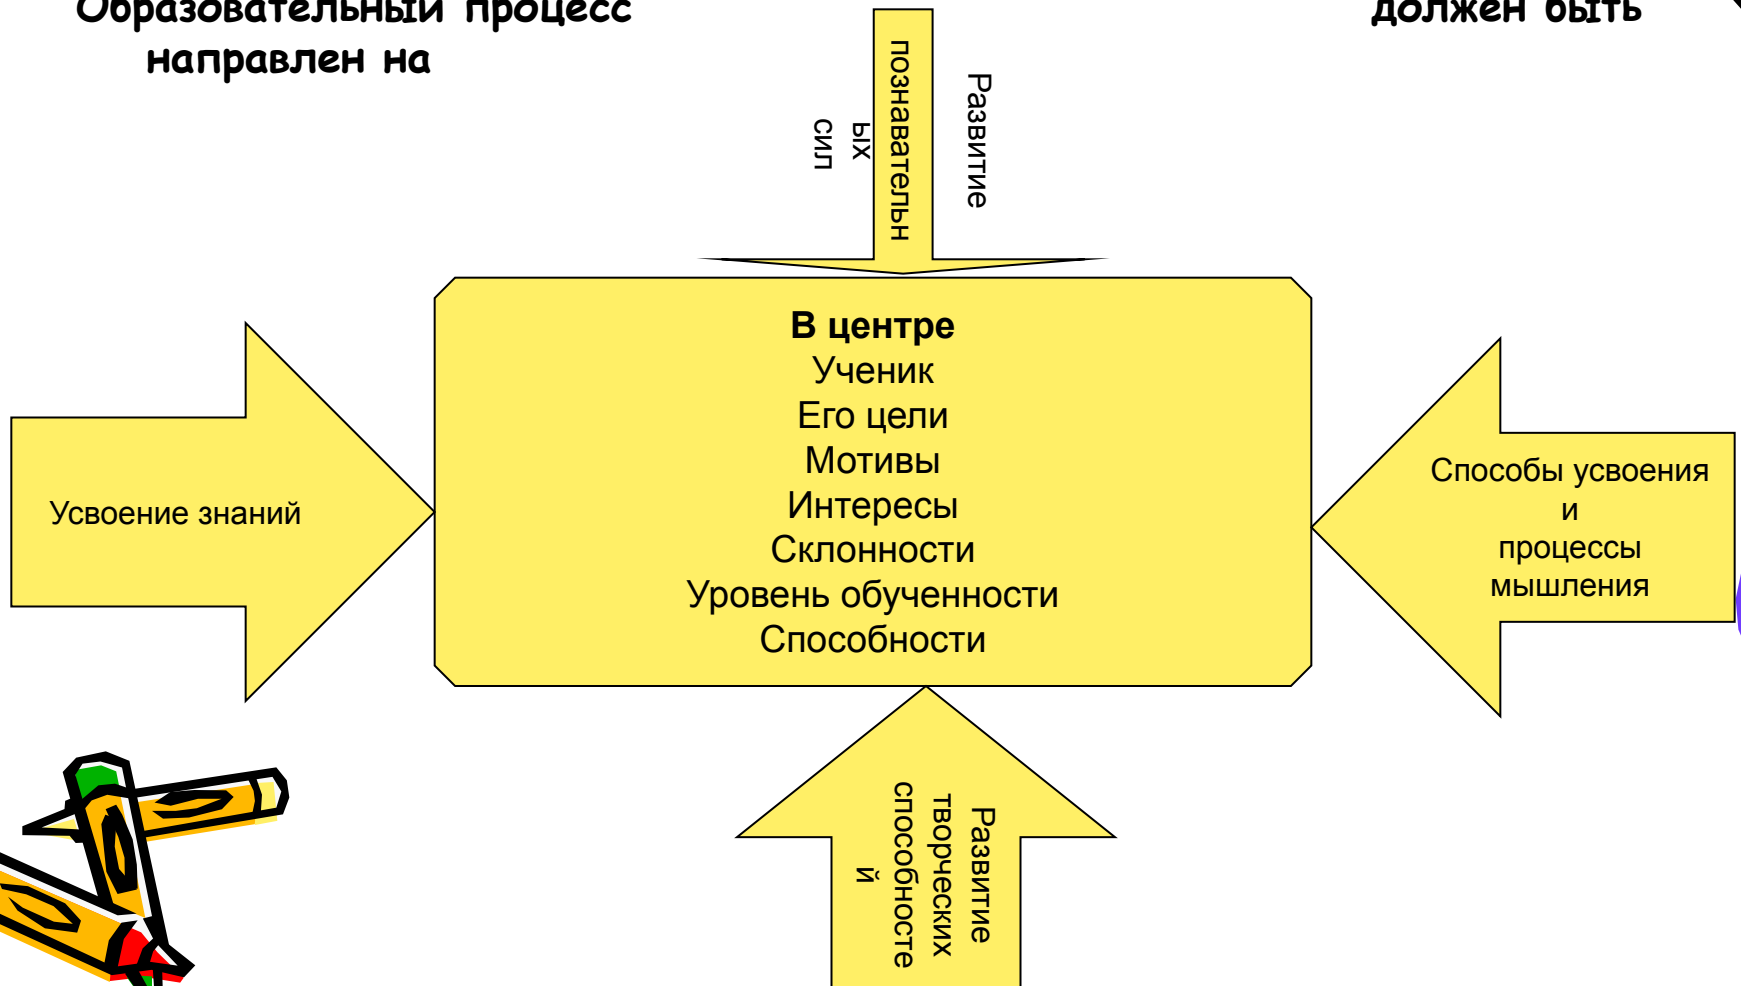 Образовательный процесс должен быть
направлен на
Развитие
познавательн
ых
сил
В центре
Ученик
Его цели
Мотивы
Интересы
Склонности
Уровень обученности
Способности
Усвоение знаний
Способы усвоения
и
процессы
мышления
Развитие
творческих
способносте
й